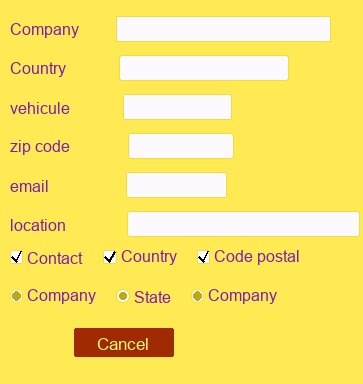 Company
Country
vehicule
zip code
email
location
Contact Country Code postal
Company State Company
Cancel